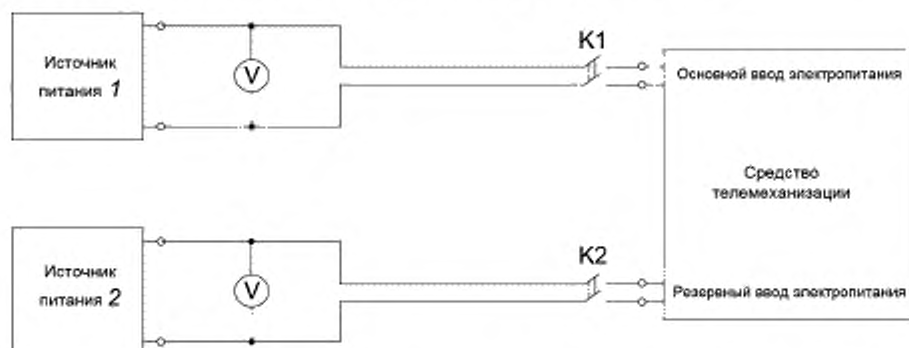 Источник
питания 1
V
K1
Основной ввод электропитания
Средство
телемеханизации
Источник
питания 2
V
K2
Резервный ввод электропитания